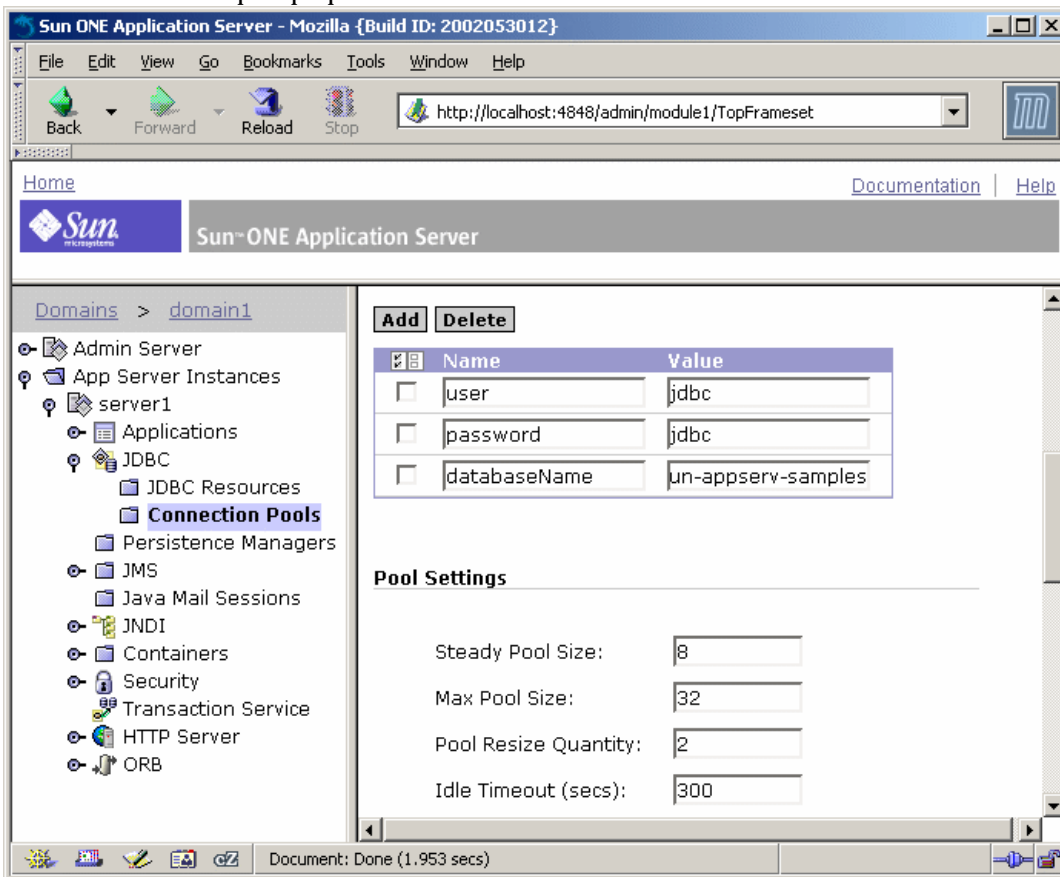 Sun ONE Application Server - Mozilla {Build ID: 2002053012}
File Edit View Go Bookmarks Tools Window Help
Back Forward Reload Stop http://localhost:4848/admin/module1/TopFrameset
Home Documentation | Help
Sun microsystems Sun™ ONE Application Server
Domains > domain1
Admin Server
App Server Instances
server1
Applications
JDBC
JDBC Resources
Connection Pools
Persistence Managers
JMS
Java Mail Sessions
JNDI
Containers
Security
Transaction Service
HTTP Server
ORB
Add Delete
Name Value
user jdbc
password jdbc
databaseName un-appserv-samples
Pool Settings
Steady Pool Size: 8
Max Pool Size: 32
Pool Resize Quantity: 2
Idle Timeout (secs): 300
Document: Done (1.953 secs)